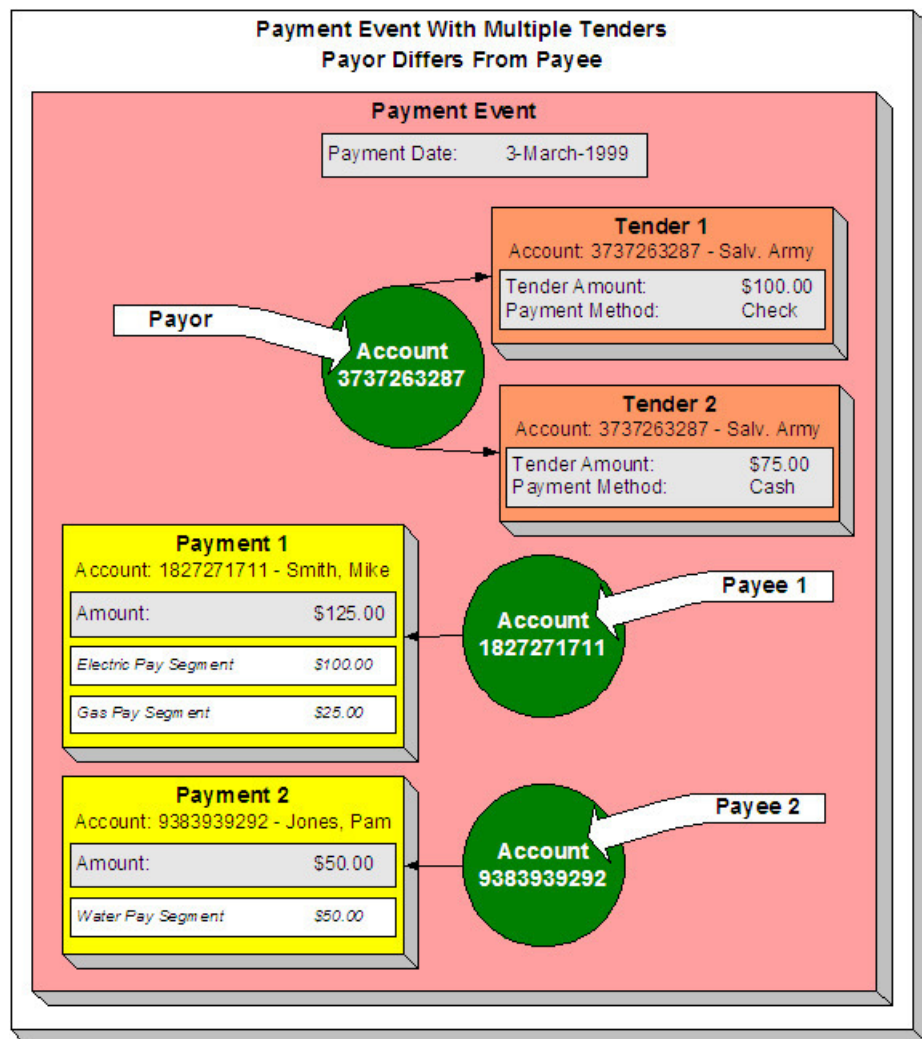 Payment Event With Multiple Tenders
Payor Differs From Payee
Payment Event
Payment Date: 3-March-1999
Tender 1
Account: 3737263287 - Salv. Army
Tender Amount: $100.00
Payment Method: Check
Payor
Account
3737263287
Tender 2
Account: 3737263287 - Salv. Army
Tender Amount: $75.00
Payment Method: Cash
Payment 1
Account: 1827271711 - Smith, Mike
Amount: $125.00
Electric Pay Segment $100.00
Gas Pay Segment $25.00
Payee 1
Account
1827271711
Payment 2
Account: 9383939292 - Jones, Pam
Amount: $50.00
Water Pay Segment $50.00
Payee 2
Account
9383939292